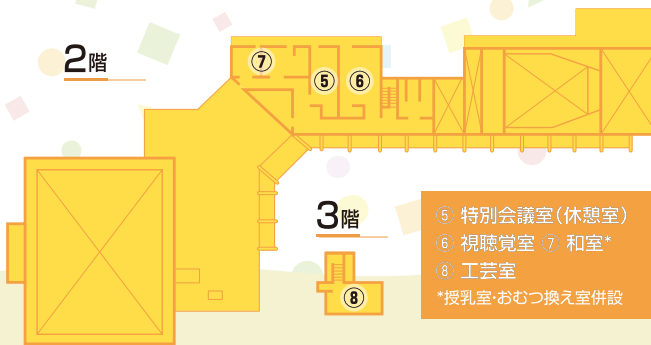 2階
⑦
⑤
⑥
3階
⑧
⑤ 特別会議室（休憩室）
⑥ 視聴覚室 ⑦ 和室*
⑧ 工芸室
*授乳室・おむつ換え室併設